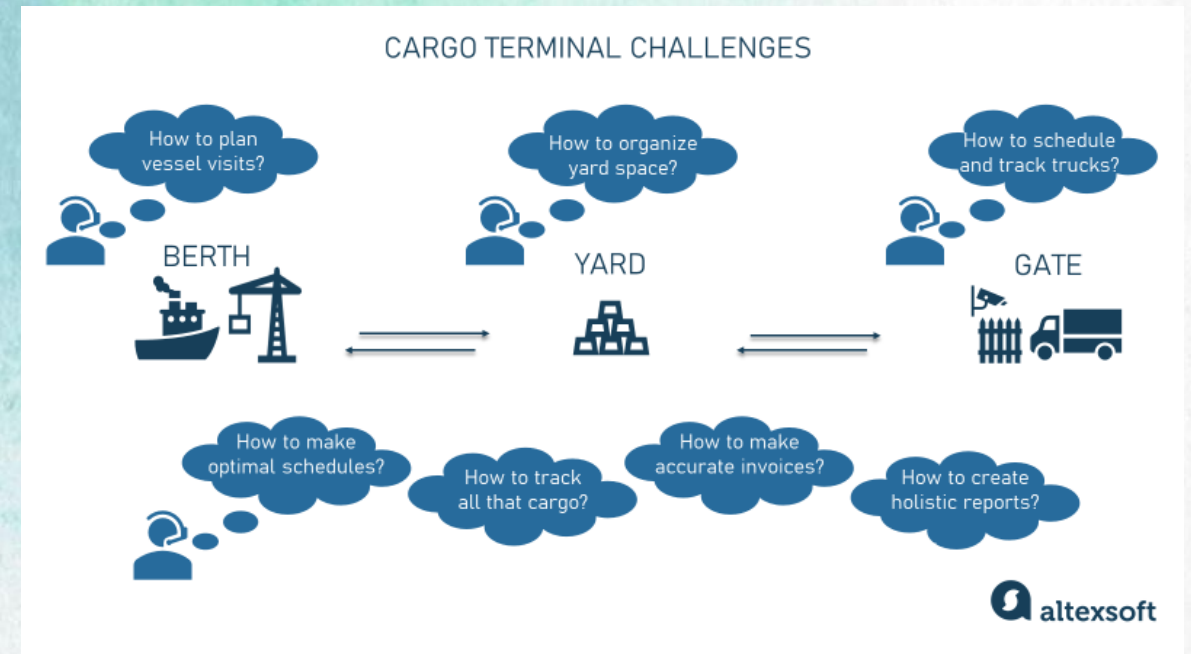 CARGO TERMINAL CHALLENGES
How to plan
vessel visits?
How to organize
yard space?
How to schedule
and track trucks?
BERTH
YARD
GATE
How to make
optimal schedules?
How to track
all that cargo?
How to make
accurate invoices?
How to create
holistic reports?
altexsoft